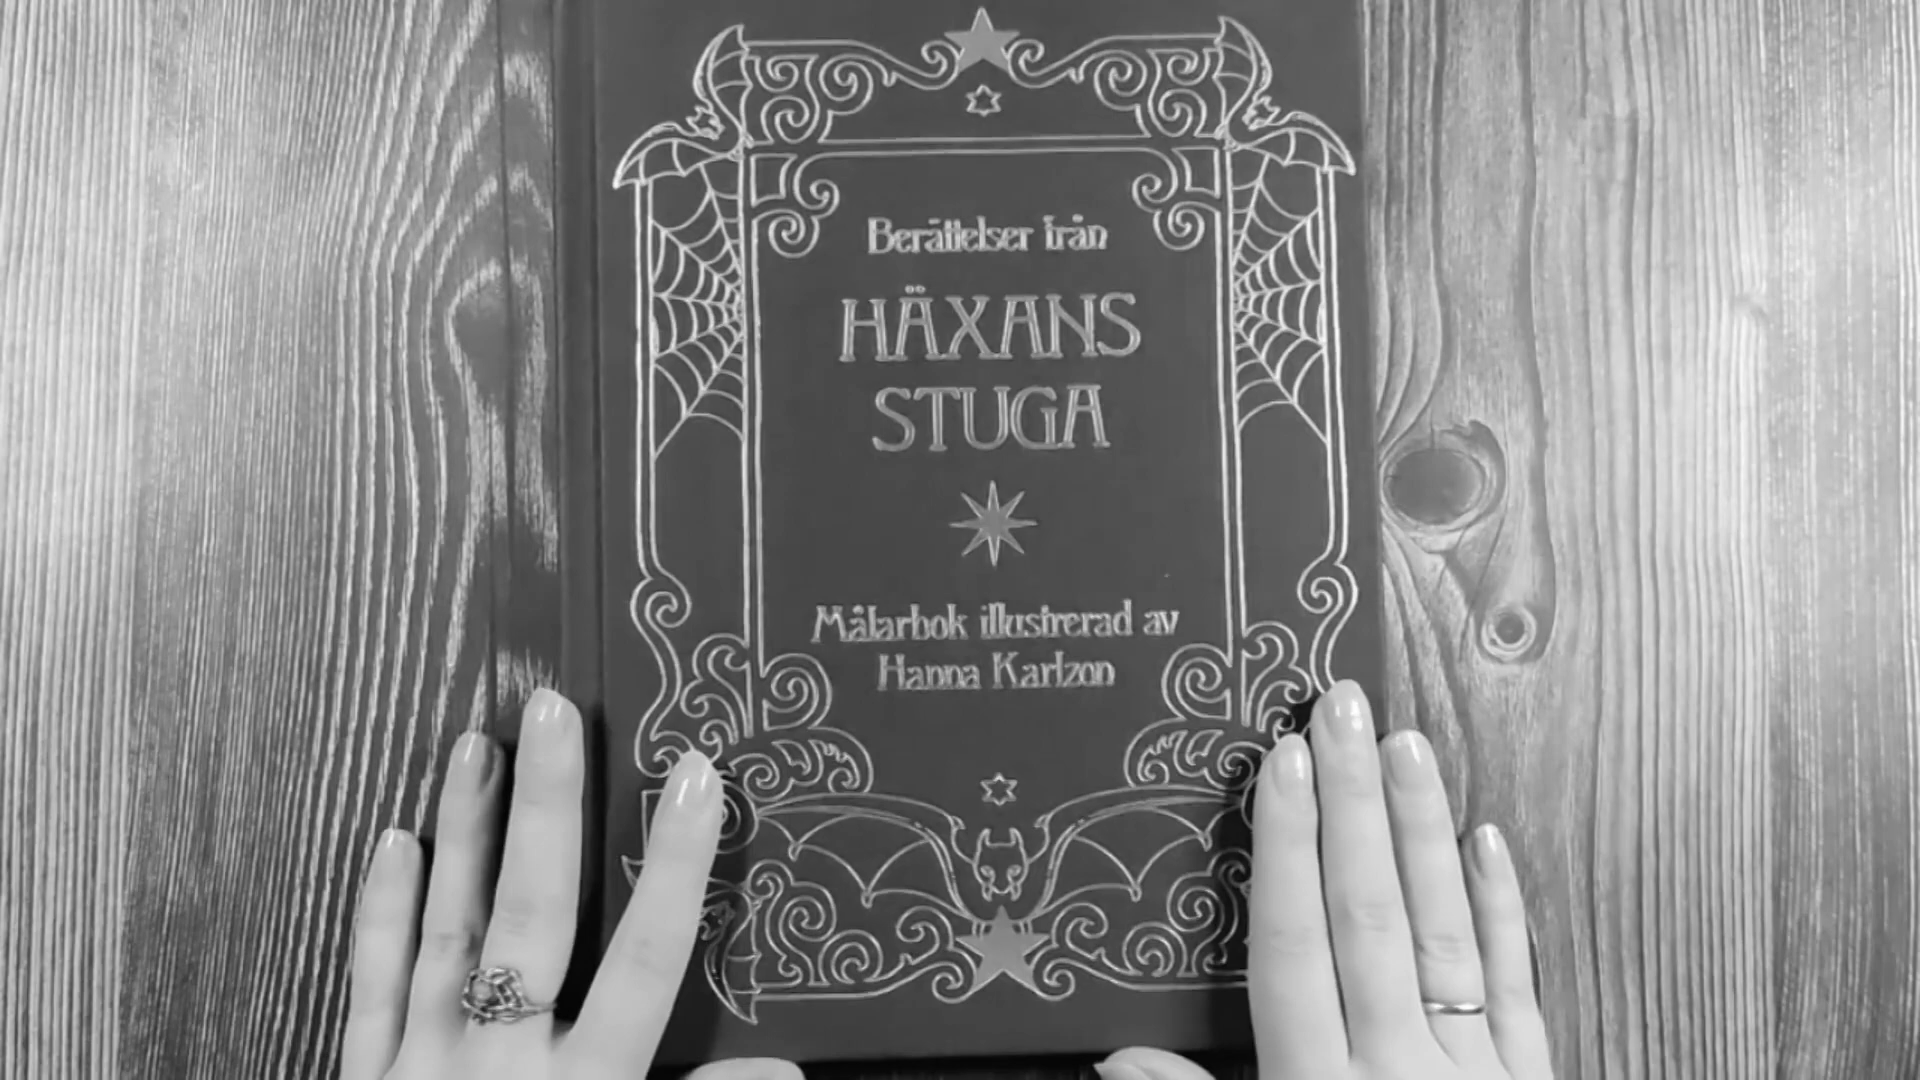 Berättelser från
HÄXANS
STUGA
Målarbok illustrerad av
Hanna Karlzon